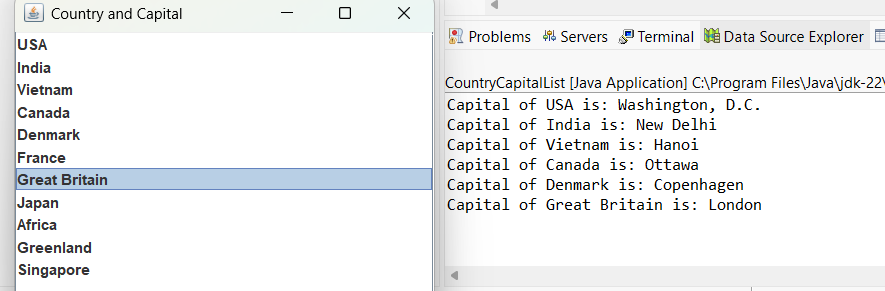 Country and Capital
USA
India
Vietnam
Canada
Denmark
France
Great Britain
Japan
Africa
Greenland
Singapore
Problems Servers Terminal Data Source Explorer
CountryCapitalList [Java Application] C:\Program Files\Java\jdk-22\
Capital of USA is: Washington, D.C.
Capital of India is: New Delhi
Capital of Vietnam is: Hanoi
Capital of Canada is: Ottawa
Capital of Denmark is: Copenhagen
Capital of Great Britain is: London